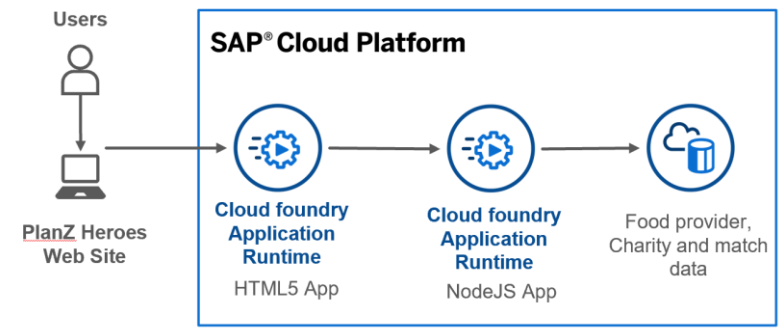 Users
SAP® Cloud Platform
PlanZ Heroes
Web Site
Cloud foundry
Application
Runtime
HTML5 App
Cloud foundry
Application
Runtime
NodeJS App
Food provider,
Charity and match
data